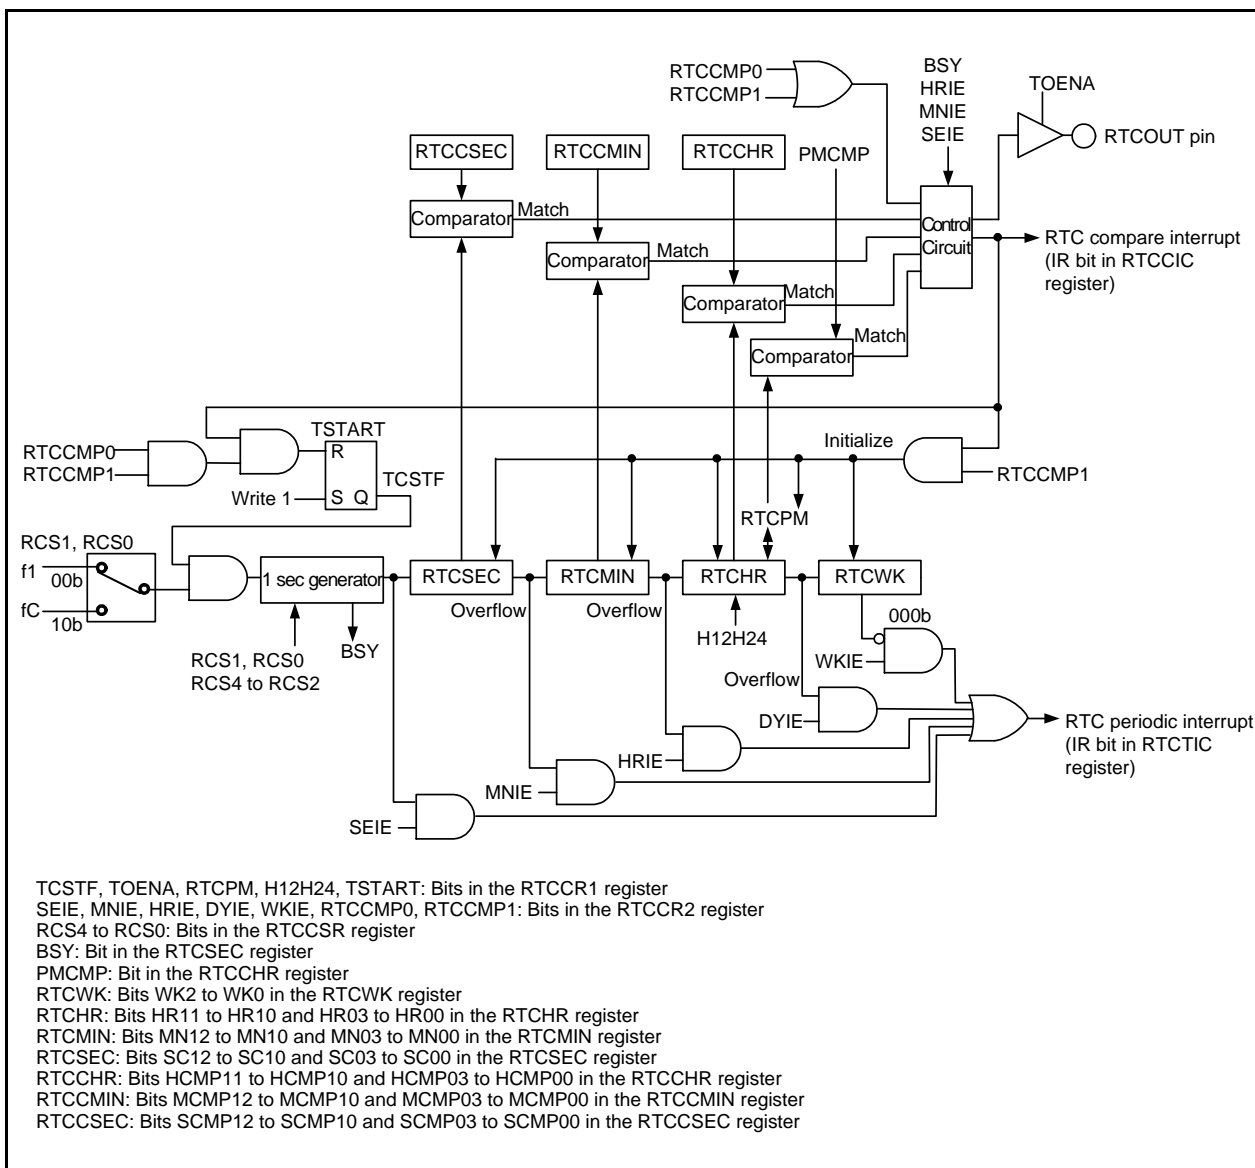 RTCCMP0
RTCCMP1
BSY
HRIE
MNIE
SEIE
TOENA
RTCOUT pin
RTCCSEC
RTCCMIN
RTCCHR
PMCMP
Comparator
Match
Control
Circuit
Comparator
Match
RTC compare interrupt
(IR bit in RTCCIC
register)
Comparator
Match
Comparator
Match
RTCCMP0
RTCCMP1
TSTART
R
S Q
Write 1
TCSTF
Initialize
RTCCMP1
RTCPM
RCS1, RCS0
f1
00b
fC
10b
1 sec generator
RTCSEC
RTCMIN
RTCHR
RTCWK
Overflow
Overflow
BSY
RCS1, RCS0
RCS4 to RCS2
H12H24
000b
WKIE
Overflow
DYIE
HRIE
MNIE
SEIE
RTC periodic interrupt
(IR bit in RTCTIC
register)
TCSTF, TOENA, RTCPM, H12H24, TSTART: Bits in the RTCCR1 register
SEIE, MNIE, HRIE, DYIE, WKIE, RTCCMP0, RTCCMP1: Bits in the RTCCR2 register
RCS4 to RCS0: Bits in the RTCCSR register
BSY: Bit in the RTCSEC register
PMCMP: Bit in the RTCCHR register
RTCWK: Bits WK2 to WK0 in the RTCWK register
RTCHR: Bits HR11 to HR10 and HR03 to HR00 in the RTCHR register
RTCMIN: Bits MN12 to MN10 and MN03 to MN00 in the RTCMIN register
RTCSEC: Bits SC12 to SC10 and SC03 to SC00 in the RTCSEC register
RTCCHR: Bits HCMP11 to HCMP10 and HCMP03 to HCMP00 in the RTCCHR register
RTCCMIN: Bits MCMP12 to MCMP10 and MCMP03 to MCMP00 in the RTCCMIN register
RTCCSEC: Bits SCMP12 to SCMP10 and SCMP03 to SCMP00 in the RTCCSEC register